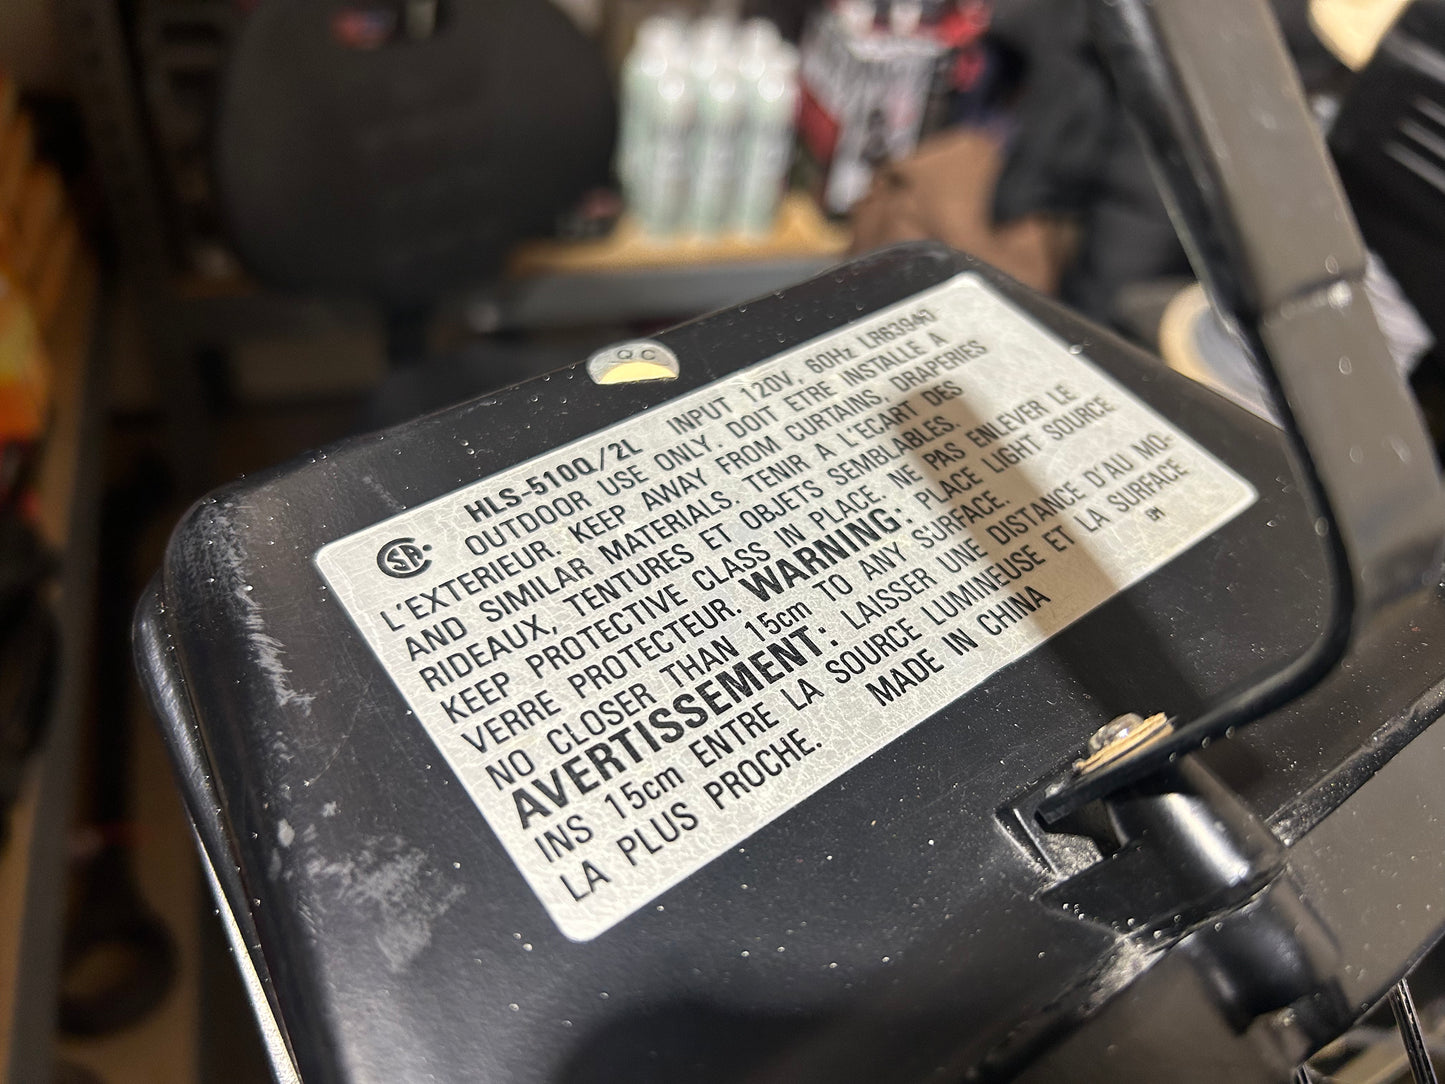 QC
HLS-510Q/2L INPUT 120V, 60Hz LR63943
OUTDOOR USE ONLY. DOIT ETRE INSTALLE A
L'EXTERIEUR. KEEP AWAY FROM CURTAINS, DRAPERIES
AND SIMILAR MATERIALS. TENIR A L'ECART DES
RIDEAUX, TENTURES ET OBJETS SEMBLABLES.
KEEP PROTECTIVE CLASS IN PLACE. NE PAS ENLEVER LE
VERRE PROTECTEUR. WARNING: PLACE LIGHT SOURCE
NO CLOSER THAN 15cm TO ANY SURFACE.
AVERTISSEMENT: LAISSER UNE DISTANCE D'AU MO-
INS 15cm ENTRE LA SOURCE LUMINEUSE ET LA SURFACE
LA PLUS PROCHE. MADE IN CHINA